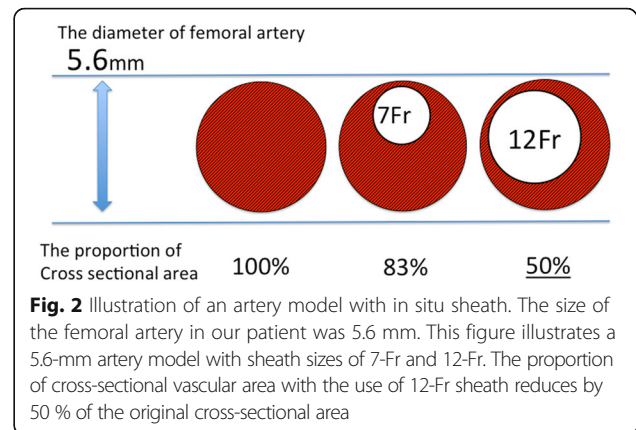 The diameter of femoral artery
5.6mm
7Fr
12Fr
The proportion of
Cross sectional area
100%
83%
50%
Fig. 2 Illustration of an artery model with in situ sheath. The size of
the femoral artery in our patient was 5.6 mm. This figure illustrates a
5.6-mm artery model with sheath sizes of 7-Fr and 12-Fr. The proportion
of cross-sectional vascular area with the use of 12-Fr sheath reduces by
50 % of the original cross-sectional area